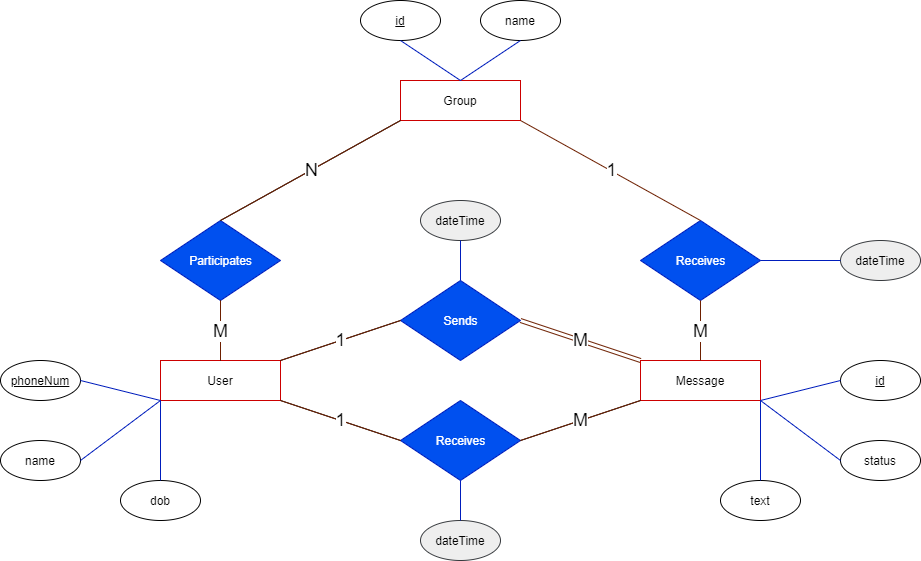 id
name
Group
N
1
dateTime
Participates
Receives
dateTime
Sends
M
M
1
M
phoneNum
User
Message
id
1
M
Receives
name
status
dob
text
dateTime